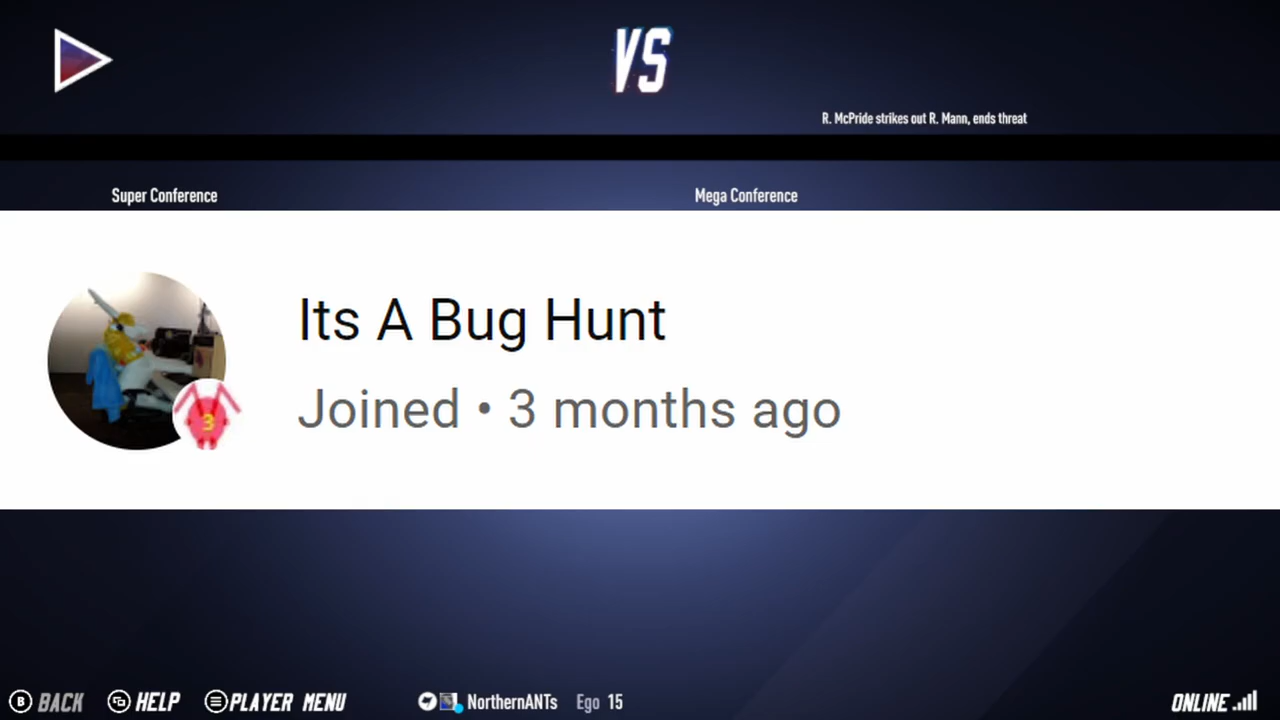 VS
R. McPride strikes out R. Mann, ends threat
Super Conference
Mega Conference
Its A Bug Hunt
3
Joined • 3 months ago
B BACK
HELP
PLAYER MENU
NorthernANTs
Ego 15
ONLINE